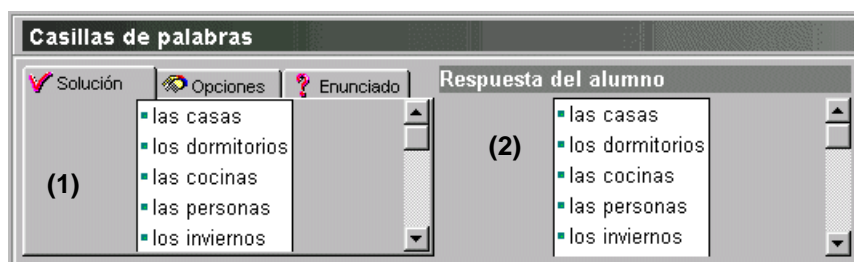 Casillas de palabras
Solución Opciones Enunciado
(1)
las casas
los dormitorios
las cocinas
las personas
los inviernos
Respuesta del alumno
(2)
las casas
los dormitorios
las cocinas
las personas
los inviernos